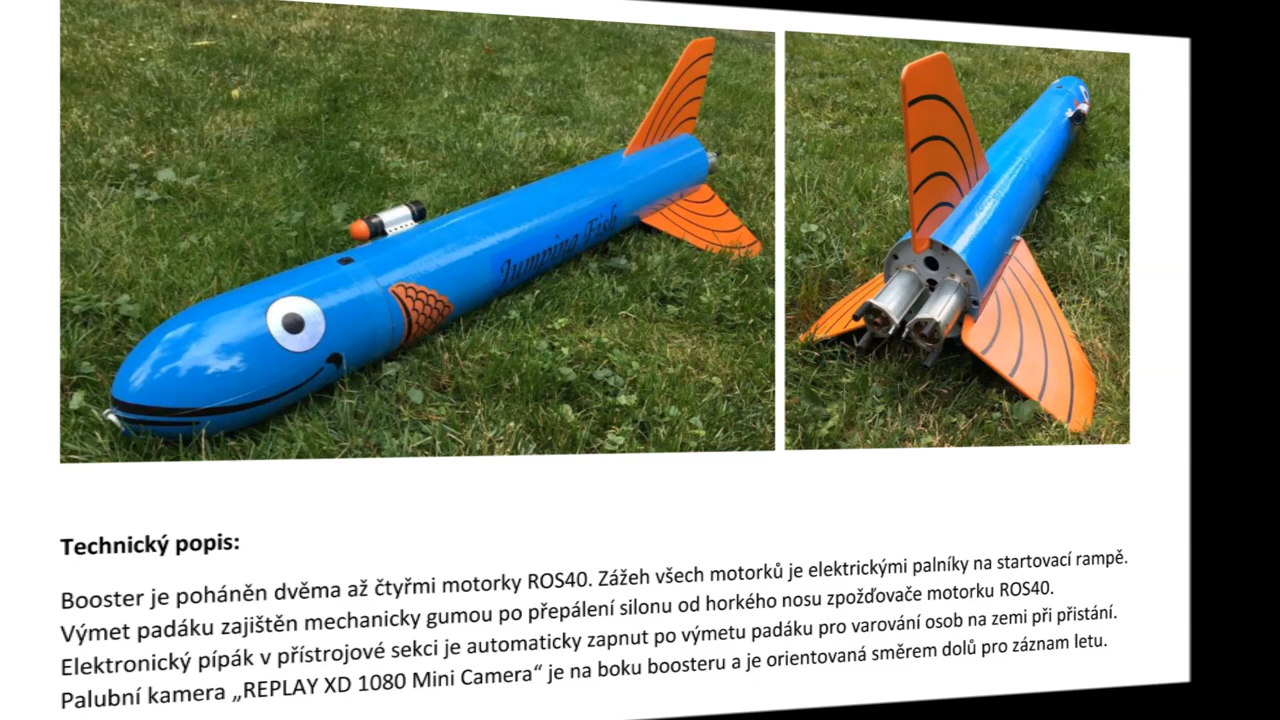 Jumping Fish
Technický popis:
Booster je poháněn dvěma až čtyřmi motorky ROS40. Zážeh všech motorků je elektrickými palníky na startovací rampě.
Výmet padáku zajištěn mechanicky gumou po přepálení silonu od horkého nosu zpožďovače motorku ROS40.
Elektronický pípák v přístrojové sekci je automaticky zapnut po výmetu padáku pro varování osob na zemi při přistání.
Palubní kamera „REPLAY XD 1080 Mini Camera“ je na boku boosteru a je orientovaná směrem dolů pro záznam letu.